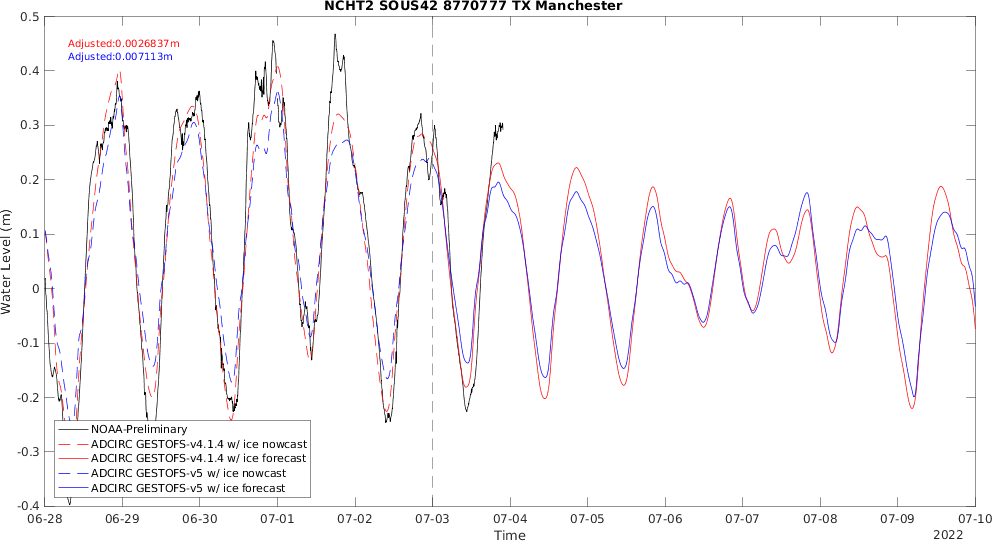 NCHT2 SOUS42 8770777 TX Manchester
Adjusted:0.0026837m
Adjusted:0.007113m
Water Level (m)
0.5
0.4
0.3
0.2
0.1
0
-0.1
-0.2
-0.3
-0.4
NOAA-Preliminary
ADCIRC GESTOFS-v4.1.4 w/ ice nowcast
ADCIRC GESTOFS-v4.1.4 w/ ice forecast
ADCIRC GESTOFS-v5 w/ ice nowcast
ADCIRC GESTOFS-v5 w/ ice forecast
06-28 06-29 06-30 07-01 07-02 07-03 07-04 07-05 07-06 07-07 07-08 07-09 07-10
Time
2022